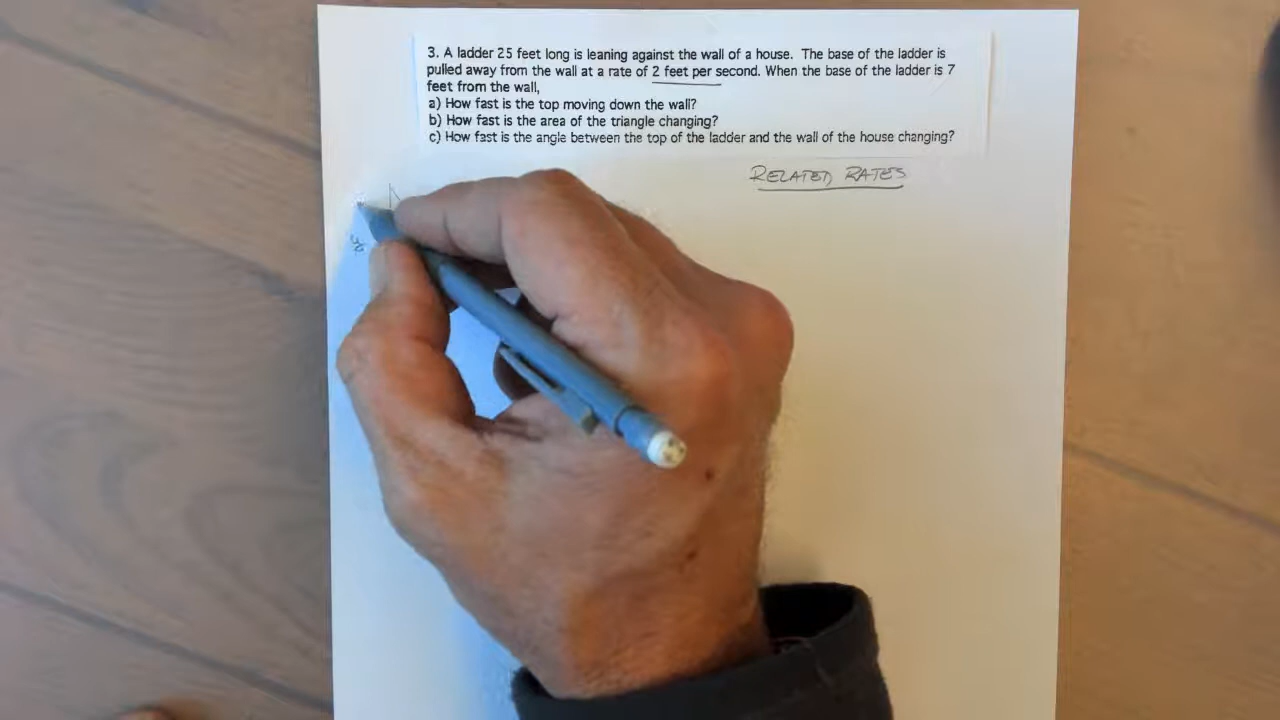 3. A ladder 25 feet long is leaning against the wall of a house. The base of the ladder is
pulled away from the wall at a rate of 2 feet per second. When the base of the ladder is 7
feet from the wall,
a) How fast is the top moving down the wall?
b) How fast is the area of the triangle changing?
c) How fast is the angle between the top of the ladder and the wall of the house changing?
RELATED RATES